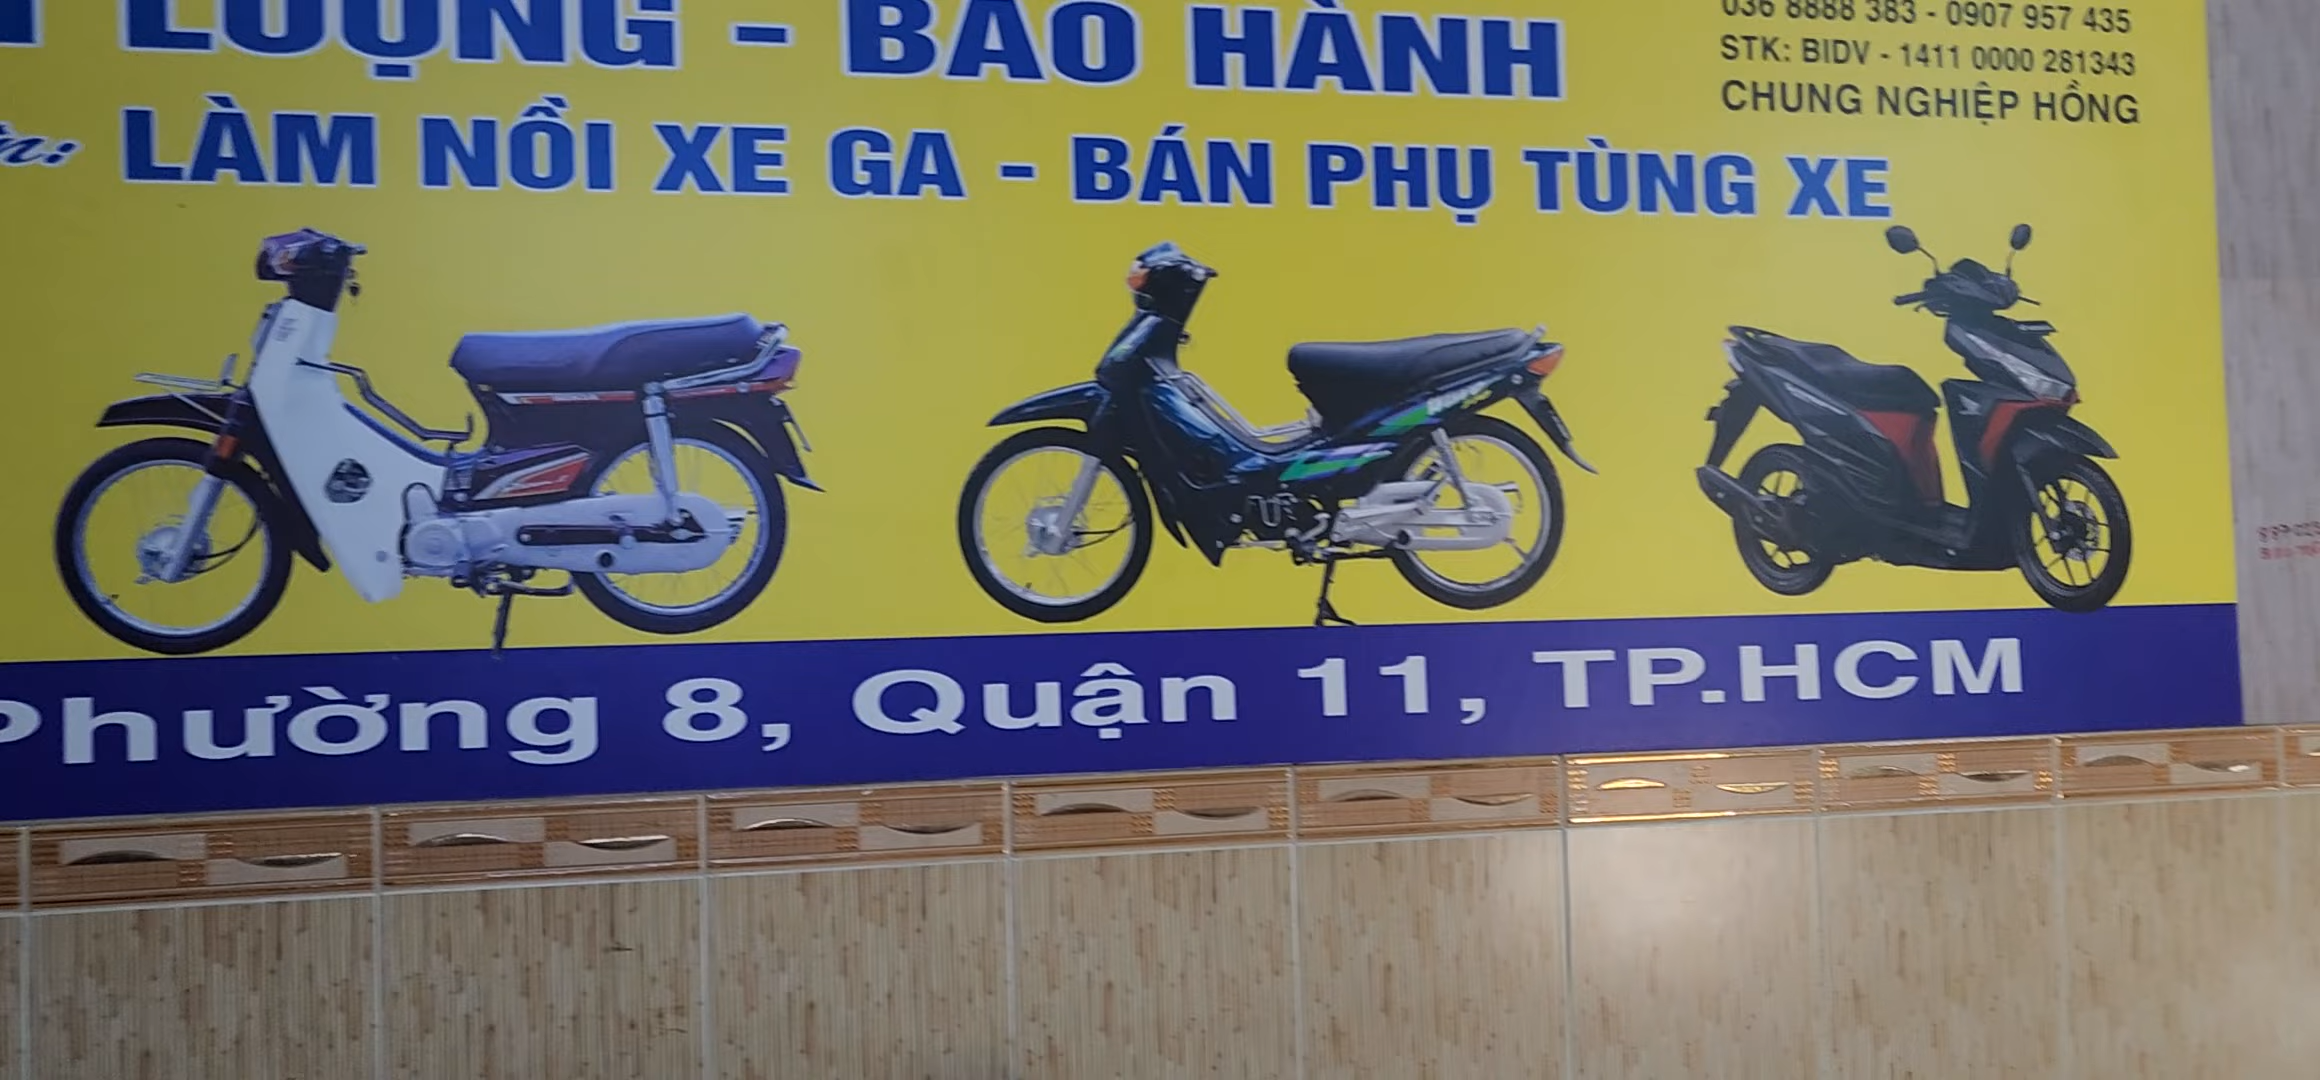 LƯỢNG - BẢO HÀNH
036 8888 383 - 0907 957 435
STK: BIDV - 1411 0000 281343
CHUNG NGHIỆP HỒNG
LÀM NỒI XE GA - BÁN PHỤ TÙNG XE
Phường 8, Quận 11, TP.HCM